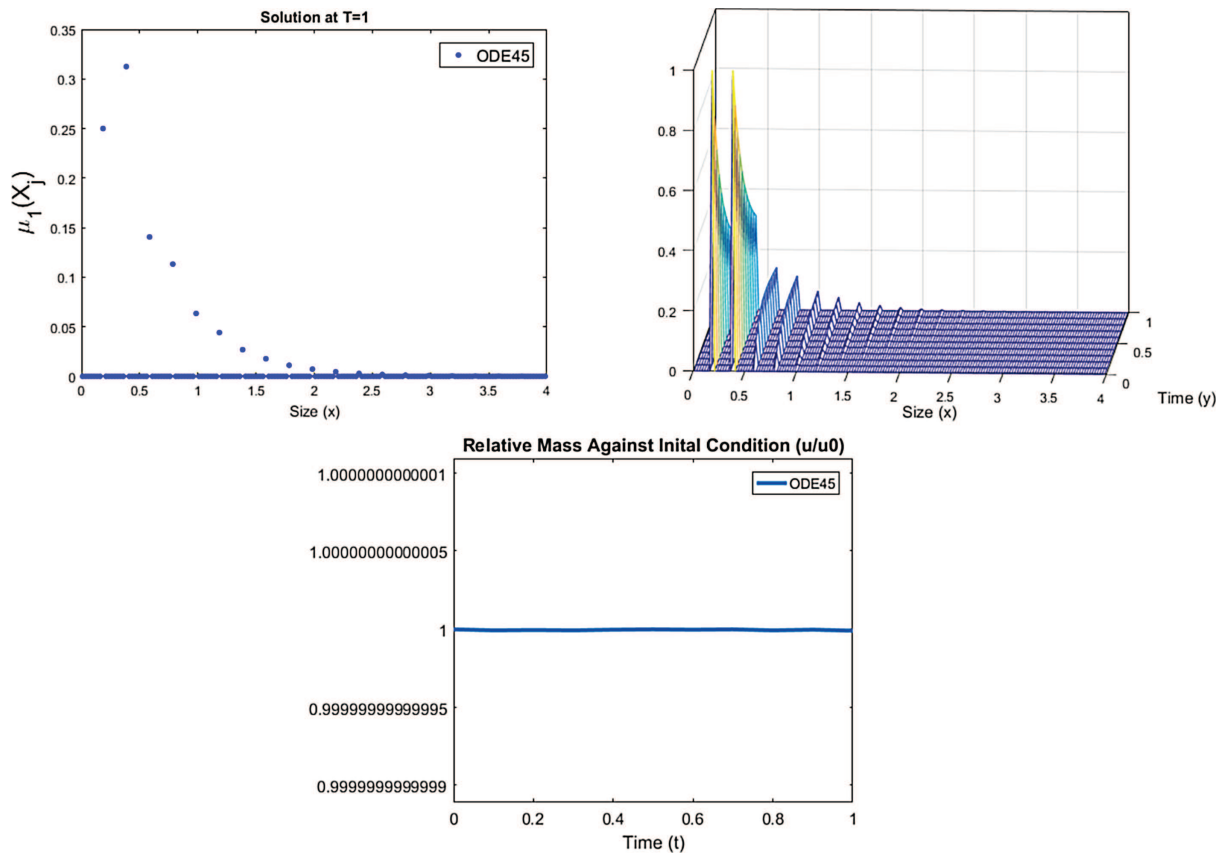 Solution at T=1
0.35
0.3
0.25
0.2
0.15
0.1
0.05
0
μ_1(X_j)
ODE45
0 0.5 1 1.5 2 2.5 3 3.5 4
Size (x)
1
0.8
0.6
0.4
0.2
0
0 0.5 1 1.5 2 2.5 3 3.5 4
Size (x)
0
0.5
1
Time (y)
Relative Mass Against Inital Condition (u/u0)
1.0000000000001
1.00000000000005
1
0.99999999999995
0.9999999999999
ODE45
0 0.2 0.4 0.6 0.8 1
Time (t)